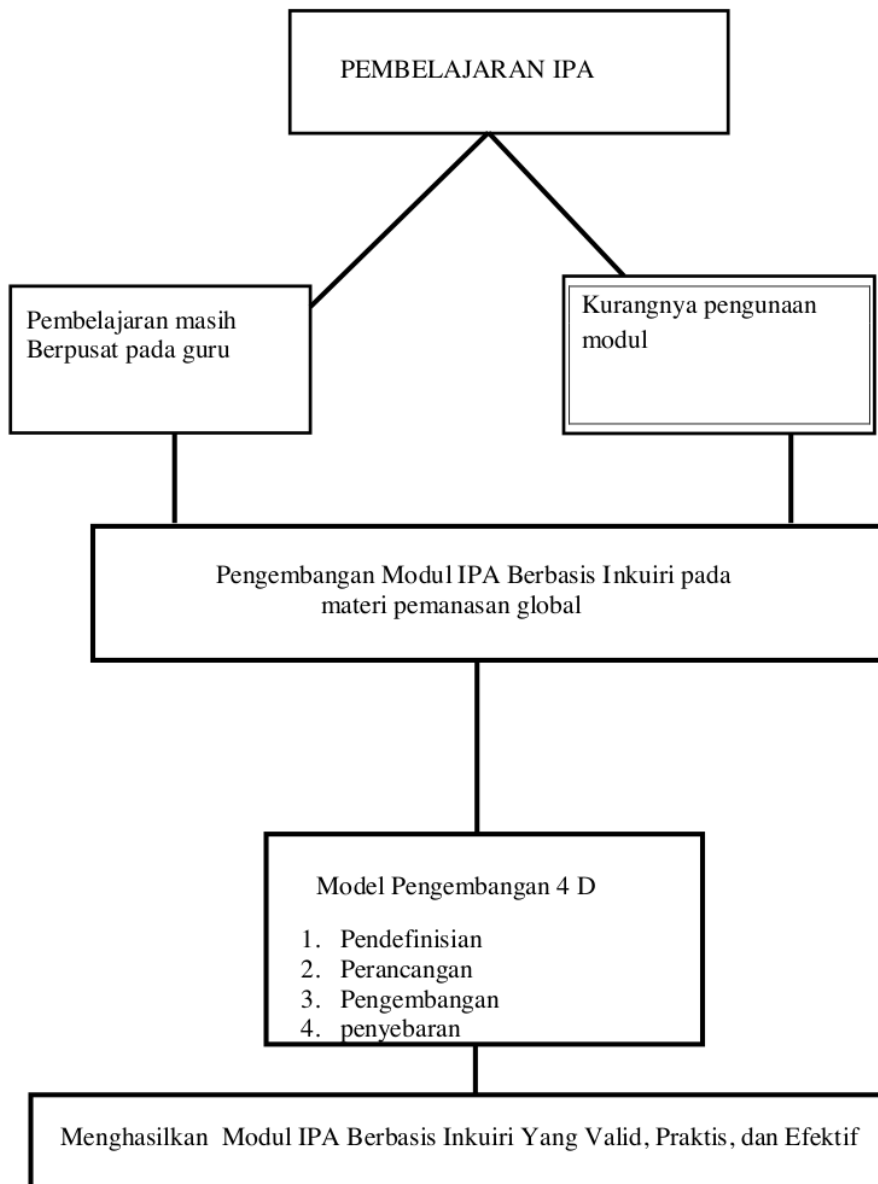 PEMBELAJARAN IPA
Pembelajaran masih
Berpusat pada guru
Kurangnya pengunaan
modul
Pengembangan Modul IPA Berbasis Inkuiri pada
materi pemanasan global
Model Pengembangan 4 D
1. Pendefinisian
2. Perancangan
3. Pengembangan
4. penyebaran
Menghasilkan Modul IPA Berbasis Inkuiri Yang Valid, Praktis, dan Efektif